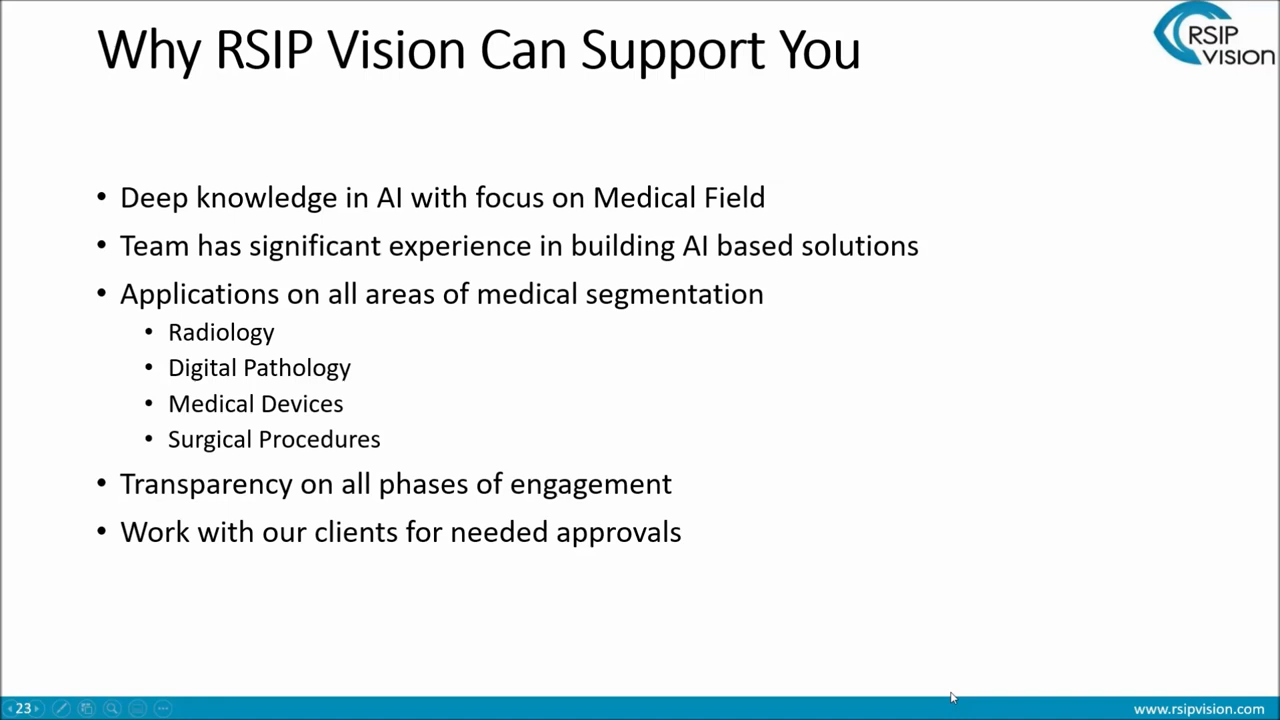 Why RSIP Vision Can Support You
RSIP
VISION
• Deep knowledge in AI with focus on Medical Field
• Team has significant experience in building AI based solutions
• Applications on all areas of medical segmentation
• Radiology
• Digital Pathology
• Medical Devices
• Surgical Procedures
• Transparency on all phases of engagement
• Work with our clients for needed approvals
23
www.rsipvision.com